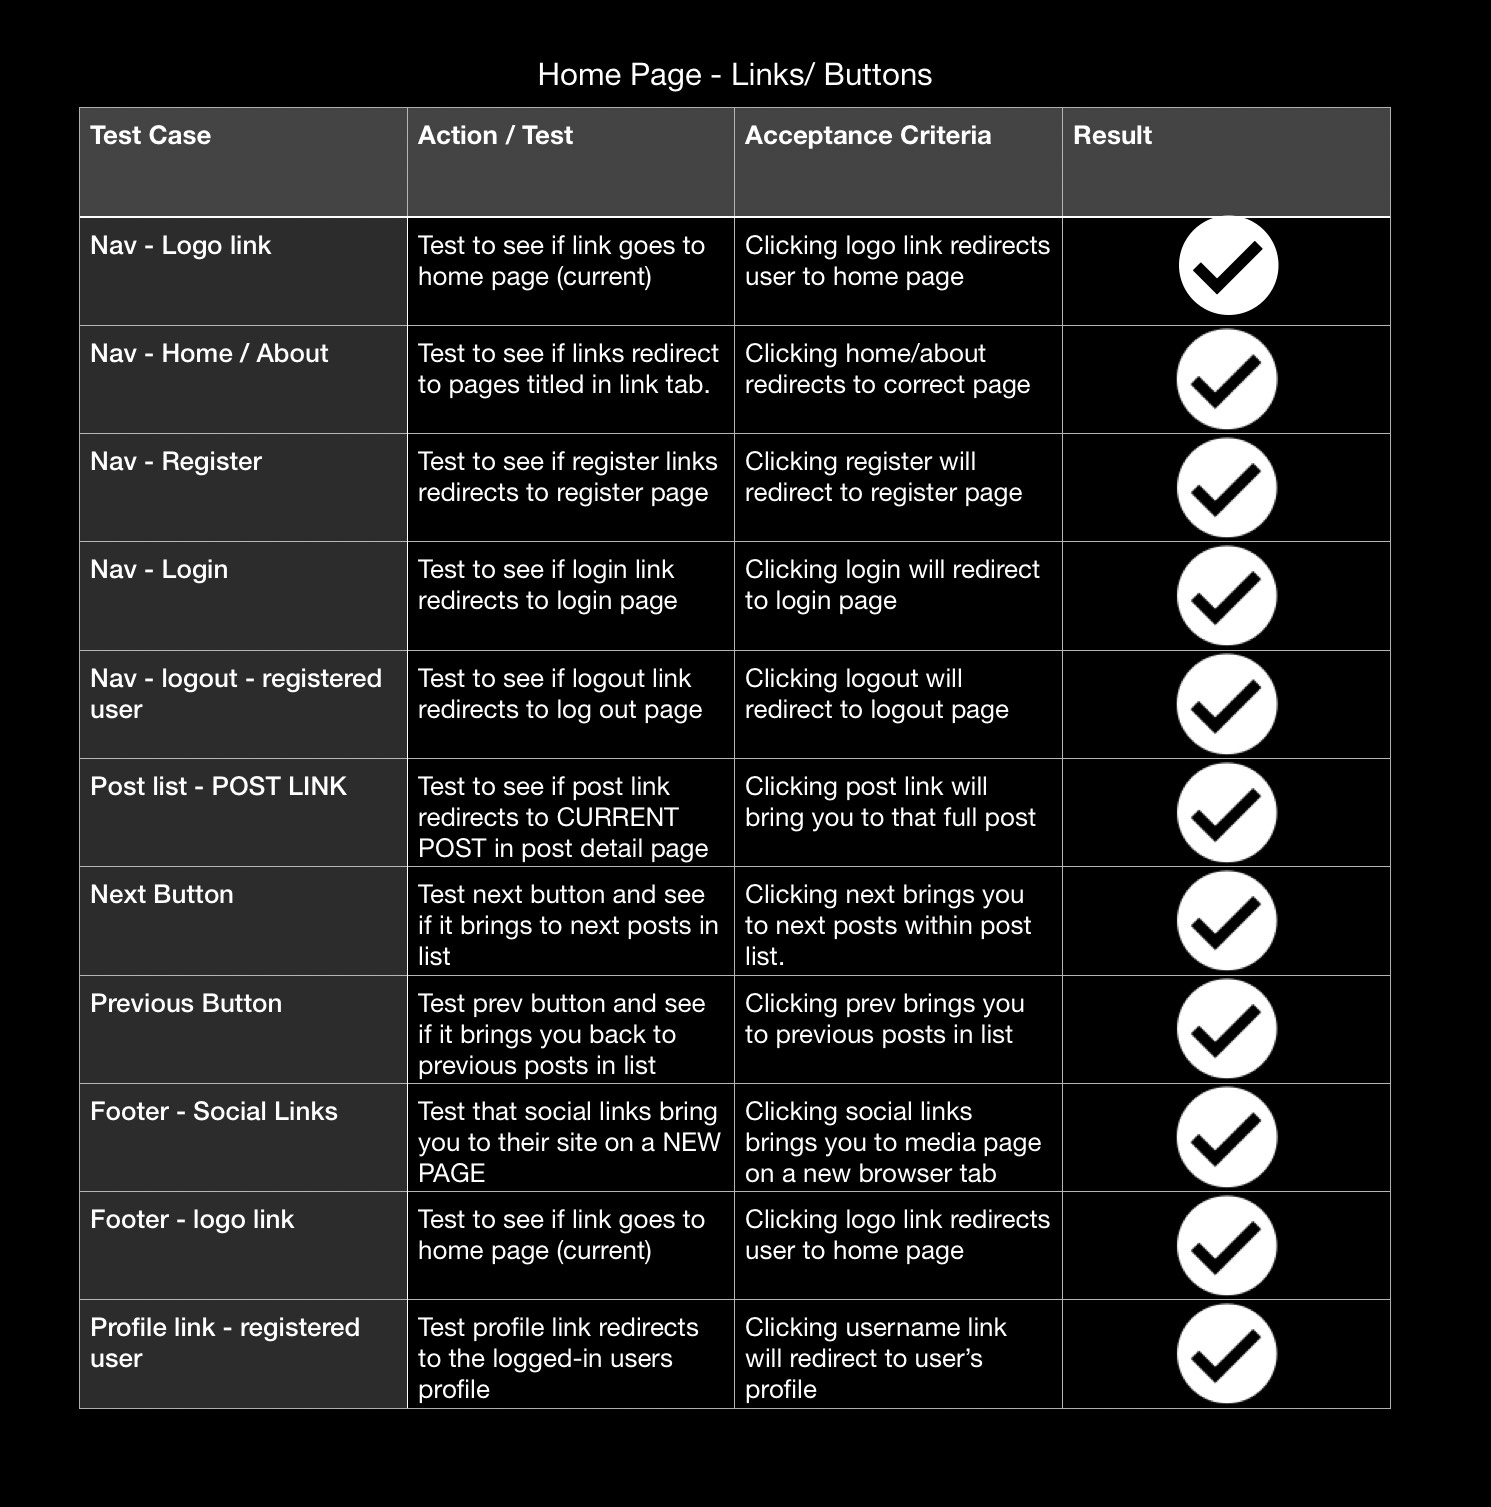 Home Page - Links/ Buttons
Test Case
Action / Test
Acceptance Criteria
Result
Nav - Logo link
Test to see if link goes to
home page (current)
Clicking logo link redirects
user to home page
Nav - Home / About
Test to see if links redirect
to pages titled in link tab.
Clicking home/about
redirects to correct page
Nav - Register
Test to see if register links
redirects to register page
Clicking register will
redirect to register page
Nav - Login
Test to see if login link
redirects to login page
Clicking login will redirect
to login page
Nav - logout - registered
user
Test to see if logout link
redirects to log out page
Clicking logout will
redirect to logout page
Post list - POST LINK
Test to see if post link
redirects to CURRENT
POST in post detail page
Clicking post link will
bring you to that full post
Next Button
Test next button and see
if it brings to next posts in
list
Clicking next brings you
to next posts within post
list.
Previous Button
Test prev button and see
if it brings you back to
previous posts in list
Clicking prev brings you
to previous posts in list
Footer - Social Links
Test that social links bring
you to their site on a NEW
PAGE
Clicking social links
brings you to media page
on a new browser tab
Footer - logo link
Test to see if link goes to
home page (current)
Clicking logo link redirects
user to home page
Profile link - registered
user
Test profile link redirects
to the logged-in users
profile
Clicking username link
will redirect to user’s
profile